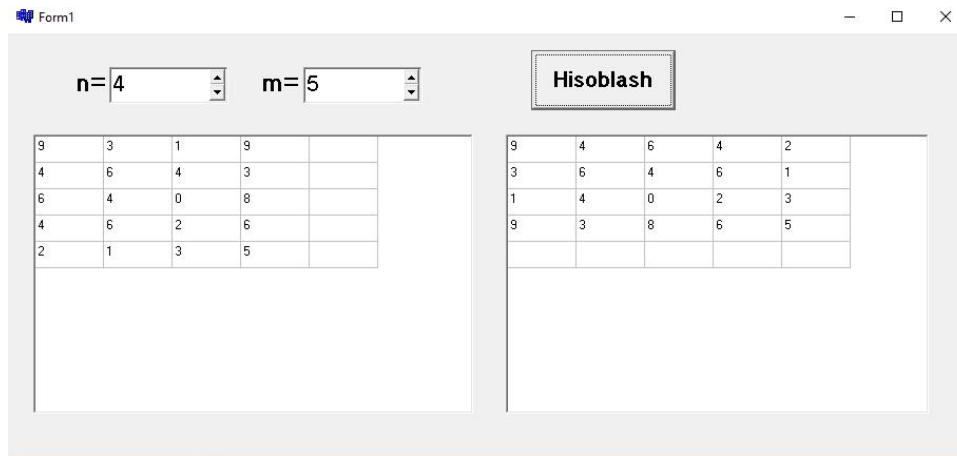 Form1
n= 4 m= 5 Hisoblash
9 3 1 9 9 4 6 4 2
4 6 4 3 3 6 4 6 1
6 4 0 8 1 4 0 2 3
4 6 2 6 9 3 8 6 5
2 1 3 5